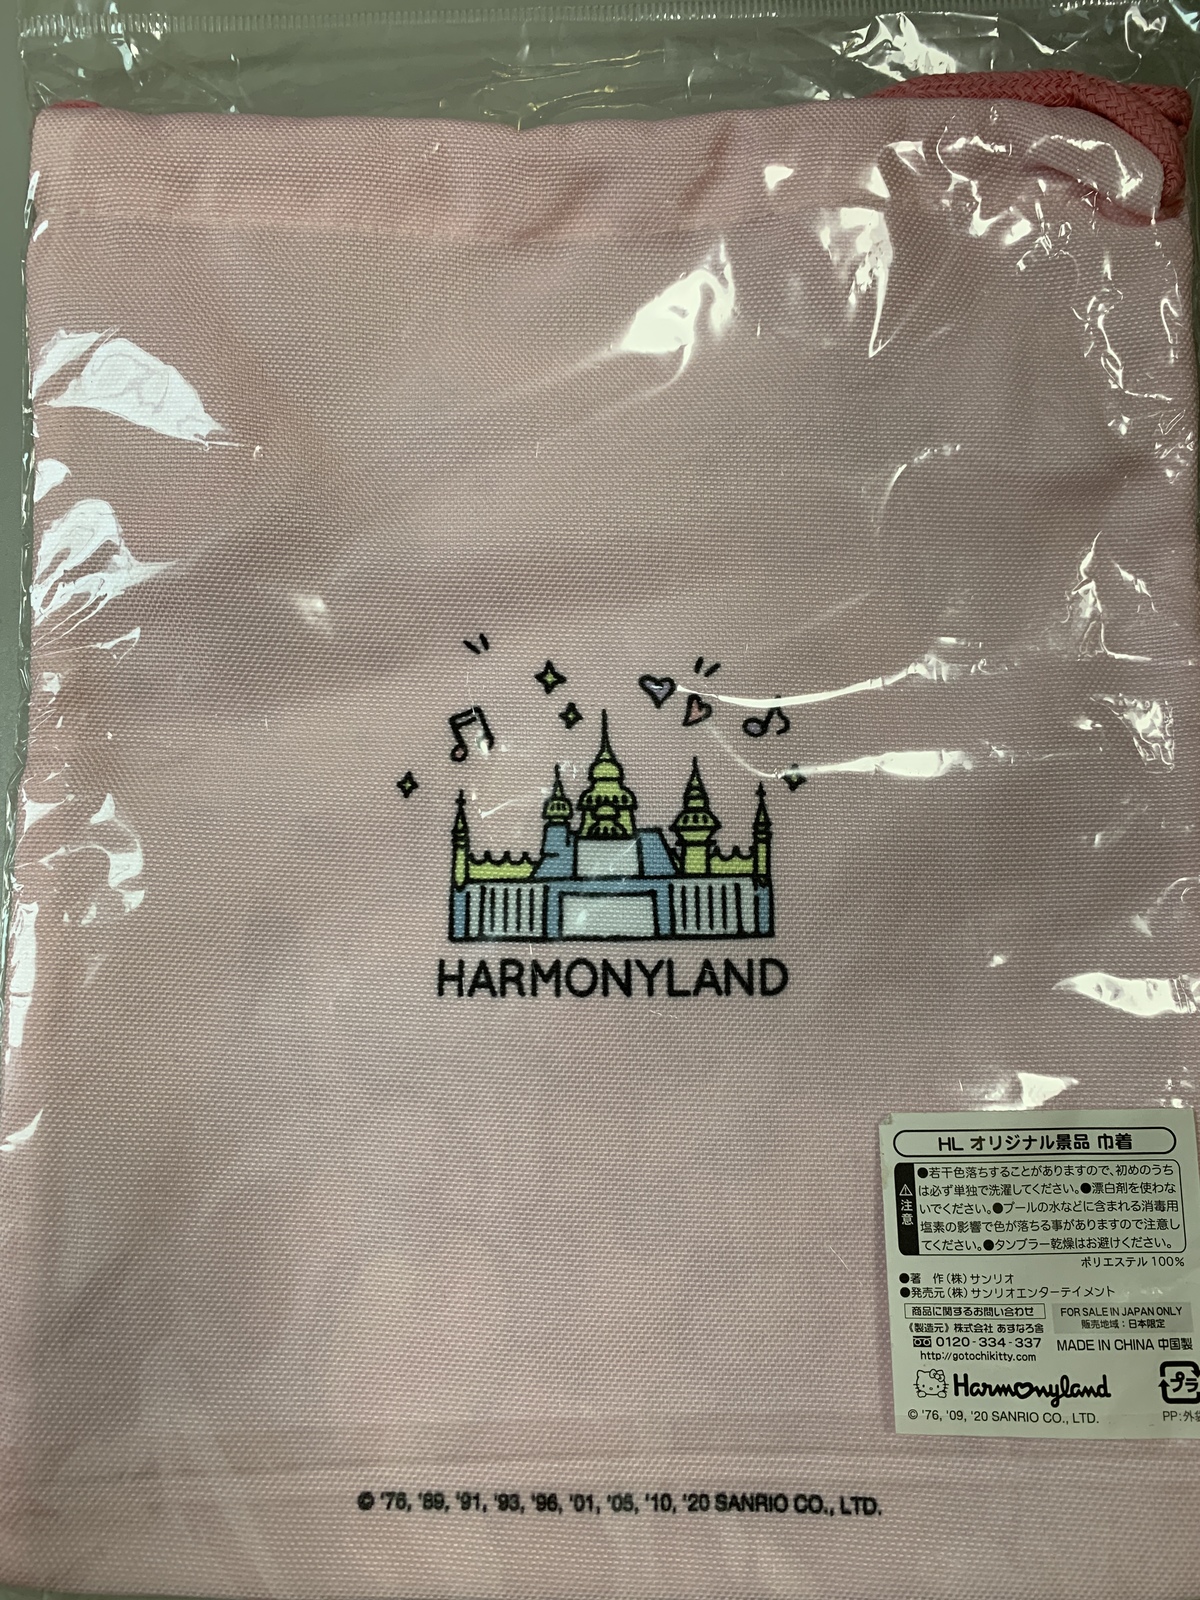 HARMONYLAND
HL オリジナル景品 巾着
注意
●若干色落ちすることがありますので、初めのうち
は必ず単独で洗濯してください。●漂白剤を使わな
いでください。●プールの水などに含まれる消毒用
塩素の影響で色が落ちる事がありますので注意し
てください。●タンブラー乾燥はお避けください。
ポリエステル100%
●著 作(株)サンリオ
●発売元(株)サンリオエンターテイメント
商品に関するお問い合わせ
《製造元》株式会社 あすなろ舎
0120-334-337
http://gotochikitty.com
FOR SALE IN JAPAN ONLY
販売地域:日本限定
MADE IN CHINA 中国製
Harmonyland
プラ
© '76, '09, '20 SANRIO CO., LTD.
PP:外袋
© '76, '89, '91, '93, '96, '01, '05, '10, '20 SANRIO CO., LTD.